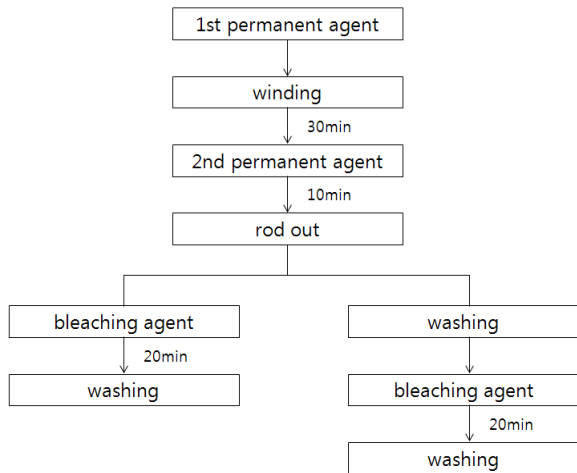 1st permanent agent
winding
30min
2nd permanent agent
10min
rod out
bleaching agent
20min
washing
washing
bleaching agent
20min
washing